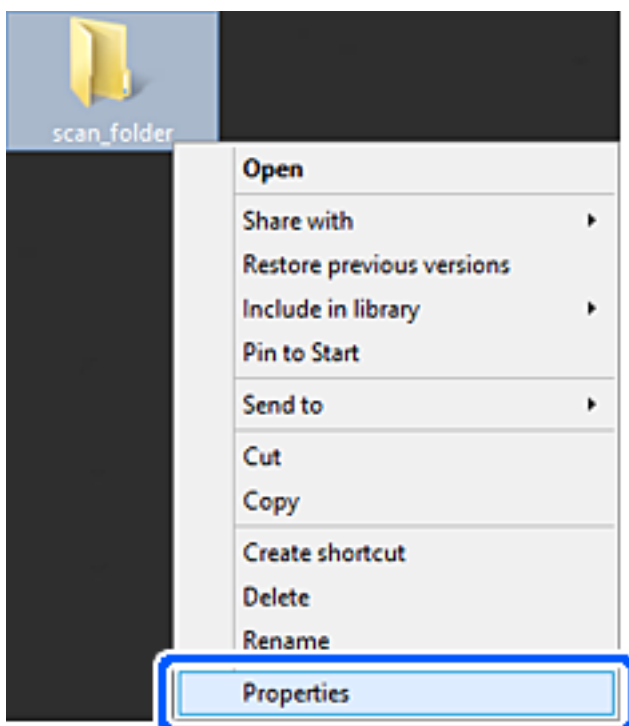 scan_folder
Open
Share with
Restore previous versions
Include in library
Pin to Start
Send to
Cut
Copy
Create shortcut
Delete
Rename
Properties